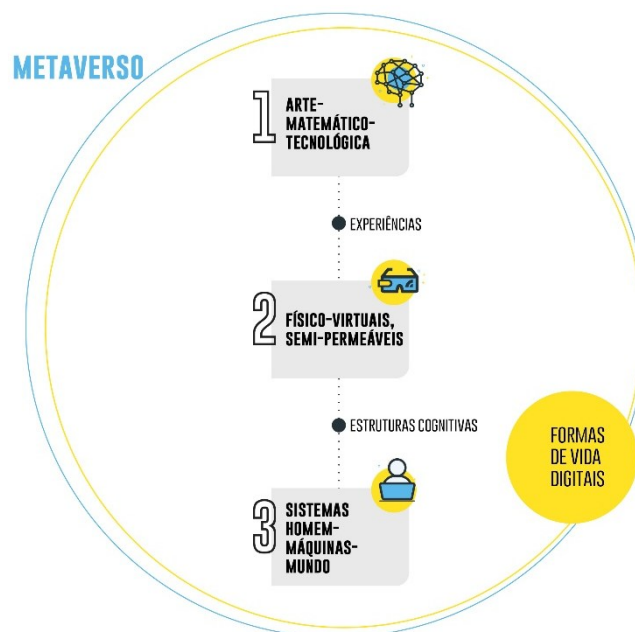 METAVERSO
1
ARTE-
MATEMÁTICO-
TECNOLÓGICA
EXPERIÊNCIAS
2
FÍSICO-VIRTUAIS,
SEMI-PERMEÁVEIS
ESTRUTURAS COGNITIVAS
FORMAS
DE VIDA
DIGITAIS
3
SISTEMAS
HOMEM-
MÁQUINAS-
MUNDO